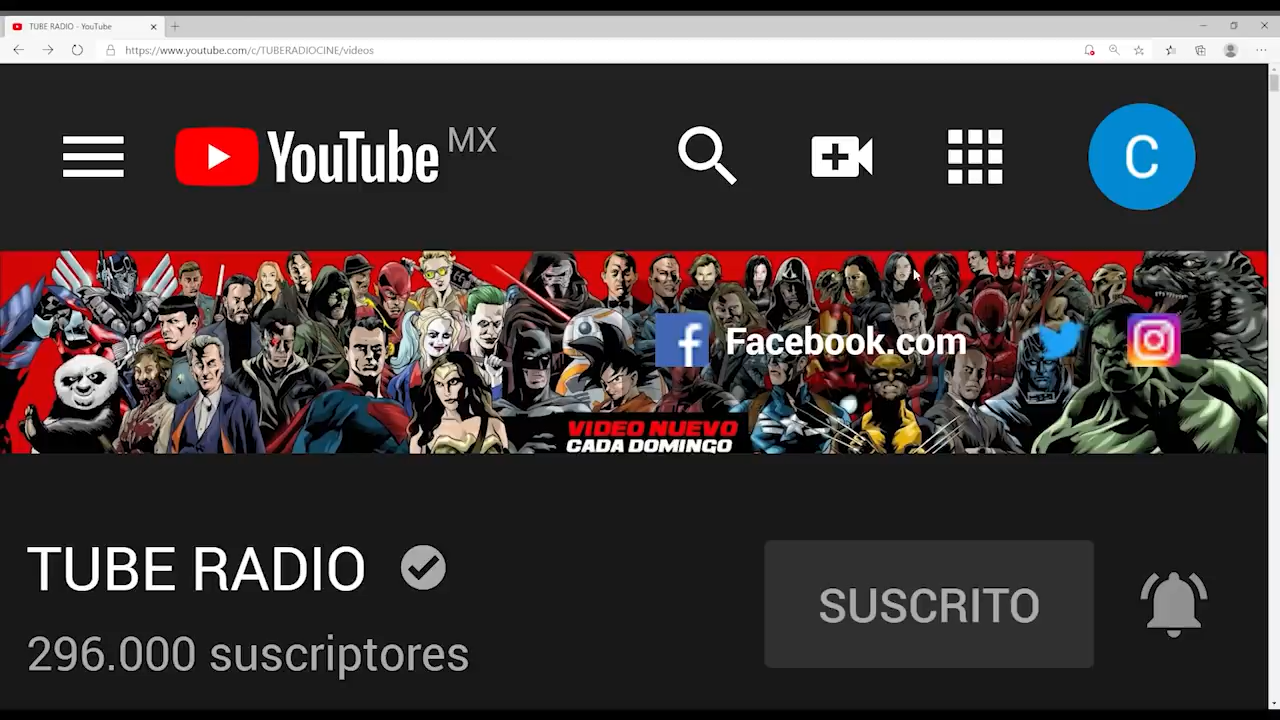 TUBE RADIO - YouTube
https://www.youtube.com/c/TUBERADIOCINE/videos
YouTube MX
C
Facebook.com
VIDEO NUEVO
CADA DOMINGO
TUBE RADIO
SUSCRITO
296.000 suscriptores